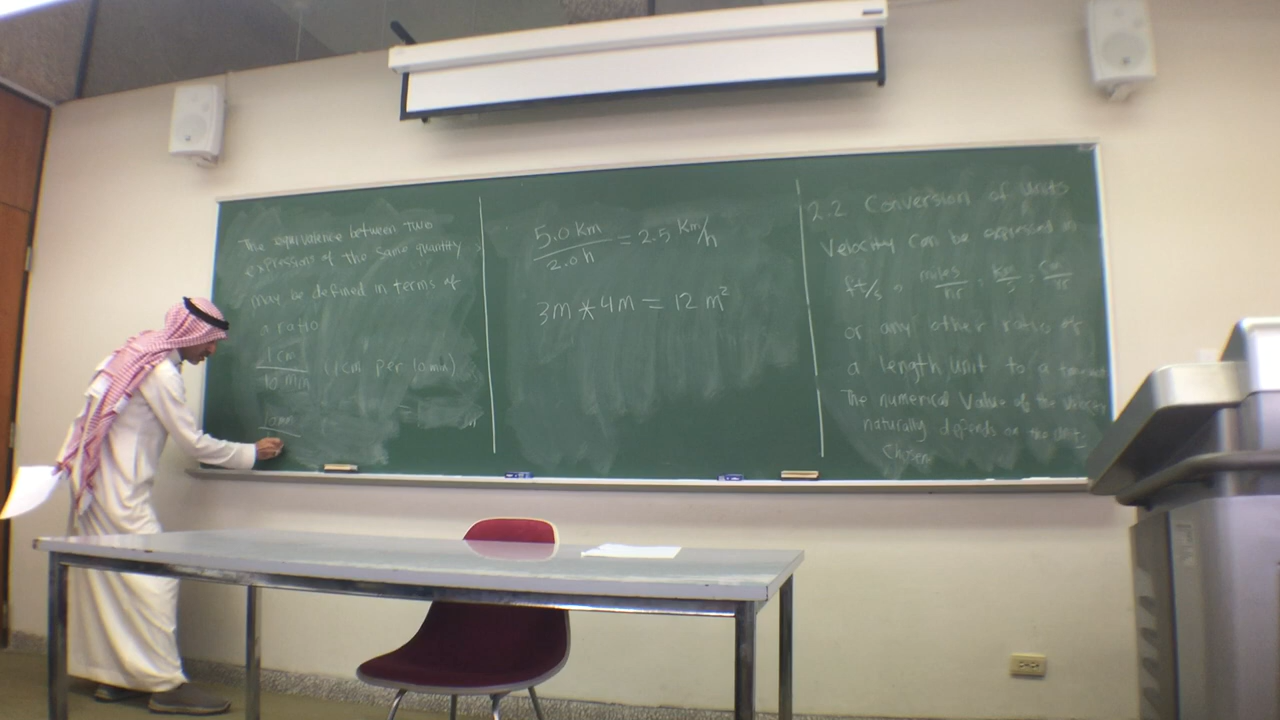 The equivalence between two
expressions of the same quantity
may be defined in terms of
a ratio
1 cm
10 min
(1 cm per 10 min)
5.0 km
2.0 h
= 2.5 km/h
3m * 4m = 12 m²
2.2 Conversion of units
Velocity can be expressed
ft/s, miles/hr, km/s, cm/
or any other ratio of
a length unit to a
The numerical value of the velocity
naturally depends on the unit
chosen